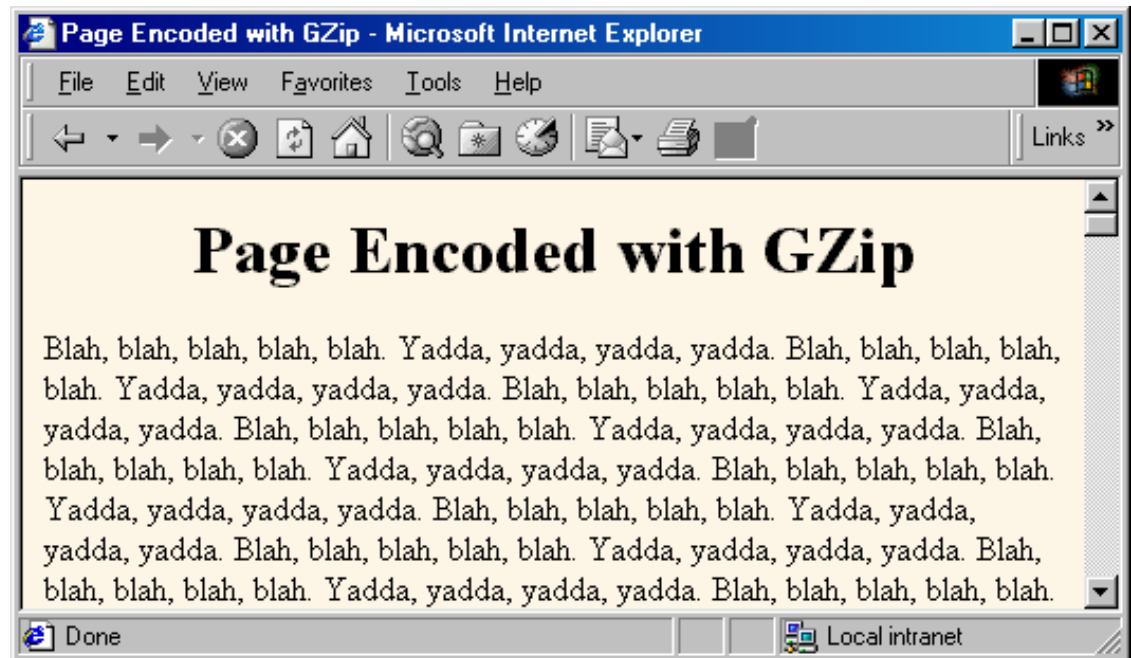 Page Encoded with GZip - Microsoft Internet Explorer
File Edit View Favorites Tools Help
Links »
Page Encoded with GZip
Blah, blah, blah, blah, blah. Yadda, yadda, yadda, yadda. Blah, blah, blah, blah,
blah. Yadda, yadda, yadda, yadda. Blah, blah, blah, blah, blah. Yadda, yadda,
yadda, yadda. Blah, blah, blah, blah, blah. Yadda, yadda, yadda, yadda. Blah,
blah, blah, blah, blah. Yadda, yadda, yadda, yadda. Blah, blah, blah, blah, blah.
Yadda, yadda, yadda, yadda. Blah, blah, blah, blah, blah. Yadda, yadda,
yadda, yadda. Blah, blah, blah, blah, blah. Yadda, yadda, yadda, yadda. Blah,
blah, blah, blah, blah. Yadda, yadda, yadda, yadda. Blah, blah, blah, blah, blah.
Done Local intranet